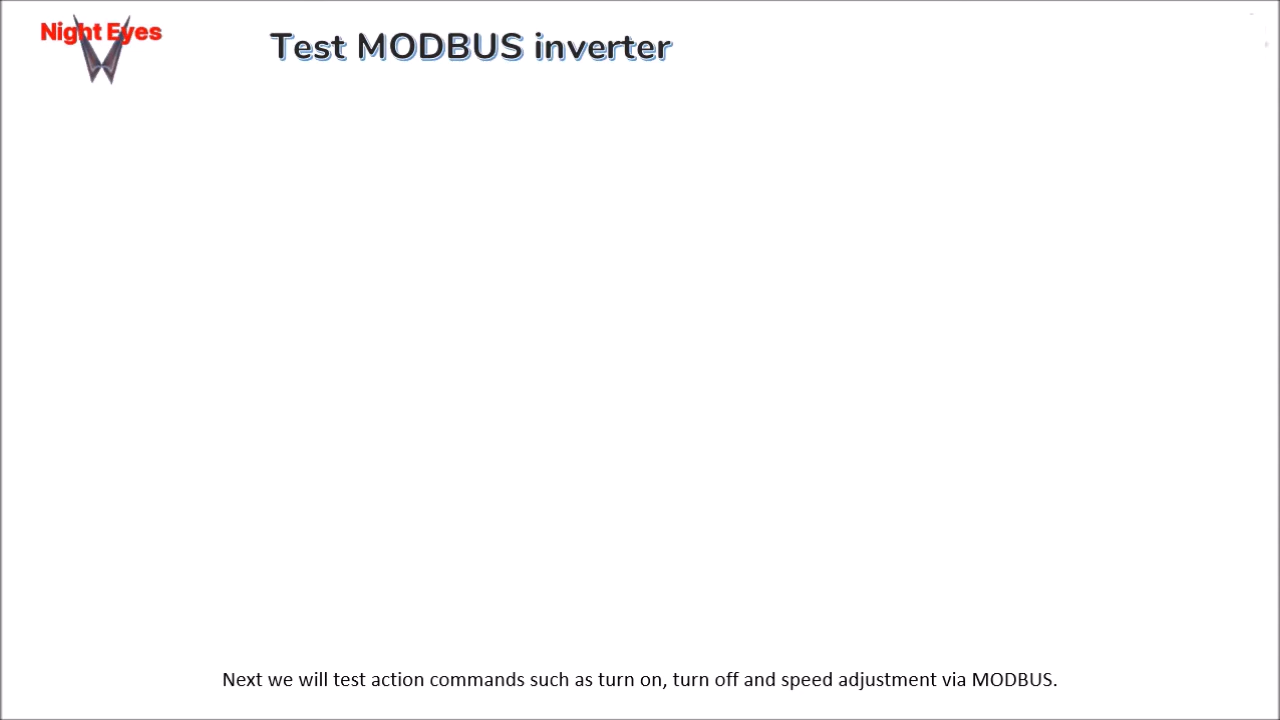 Night Eyes
Test MODBUS inverter
Next we will test action commands such as turn on, turn off and speed adjustment via MODBUS.